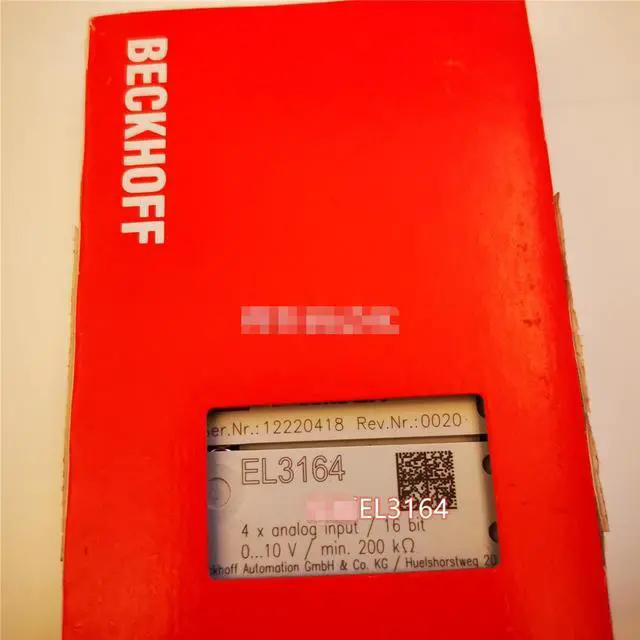 BECKHOFF
er.Nr.:12220418 Rev.Nr.:0020
EL3164
EL3164
4 x analog input / 16 bit
0...10 V / min. 200 kΩ
ckhoff Automation GmbH & Co. KG / Huelshorstweg 20